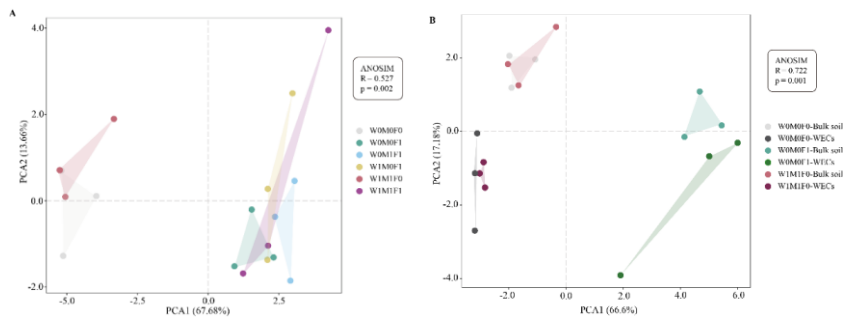 A
4.0
2.0
0.0
-2.0
PCA2 (13.66%)
-5.0
-2.5
0.0
2.5
PCA1 (67.68%)
ANOSIM
R = 0.527
p = 0.002
W0M0F0
W0M0F1
W0M1F1
W1M0F1
W1M1F0
W1M1F1
B
2.0
0.0
-2.0
-4.0
PCA2 (17.18%)
-2.0
0.0
2.0
4.0
6.0
PCA1 (66.6%)
ANOSIM
R = 0.722
p = 0.001
W0M0F0-Bulk soil
W0M0F0-WECs
W0M0F1-Bulk soil
W0M0F1-WECs
W1M1F0-Bulk soil
W1M1F0-WECs